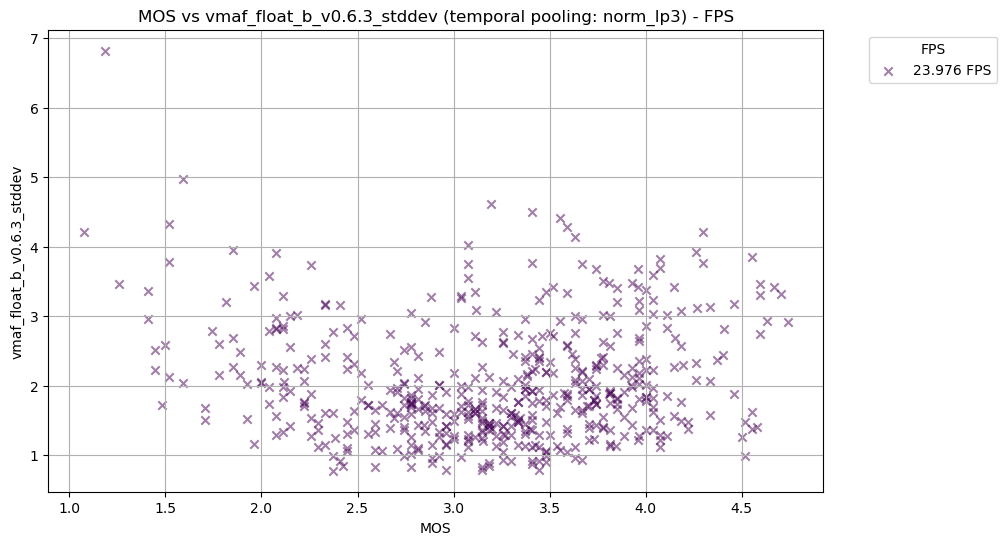 MOS vs vmaf_float_b_v0.6.3_stddev (temporal pooling: norm_lp3) - FPS
FPS
23.976 FPS
vmaf_float_b_v0.6.3_stddev
7
6
5
4
3
2
1
1.0 1.5 2.0 2.5 3.0 3.5 4.0 4.5
MOS